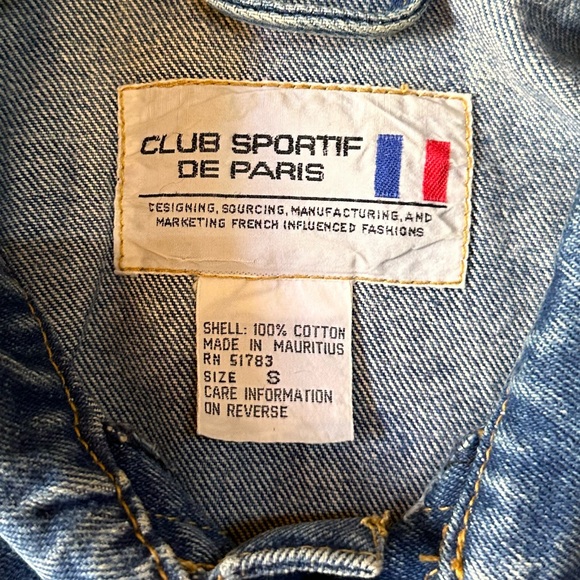 CLUB SPORTIF
DE PARIS
DESIGNING, SOURCING, MANUFACTURING, AND
MARKETING FRENCH INFLUENCED FASHIONS
SHELL: 100% COTTON
MADE IN MAURITIUS
RN 51783
SIZE S
CARE INFORMATION
ON REVERSE